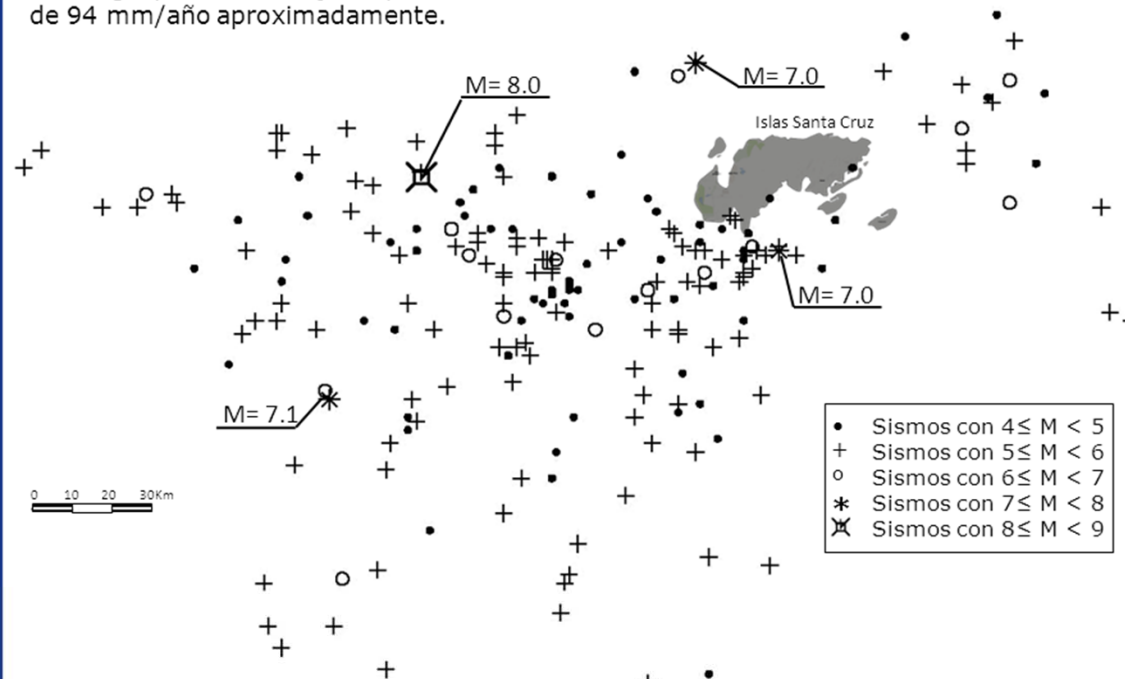 de 94 mm/año aproximadamente.
M= 7.0
M= 8.0
Islas Santa Cruz
M= 7.0
M= 7.1
Sismos con 4≤ M < 5
Sismos con 5≤ M < 6
Sismos con 6≤ M < 7
Sismos con 7≤ M < 8
Sismos con 8≤ M < 9
0 10 20 30Km